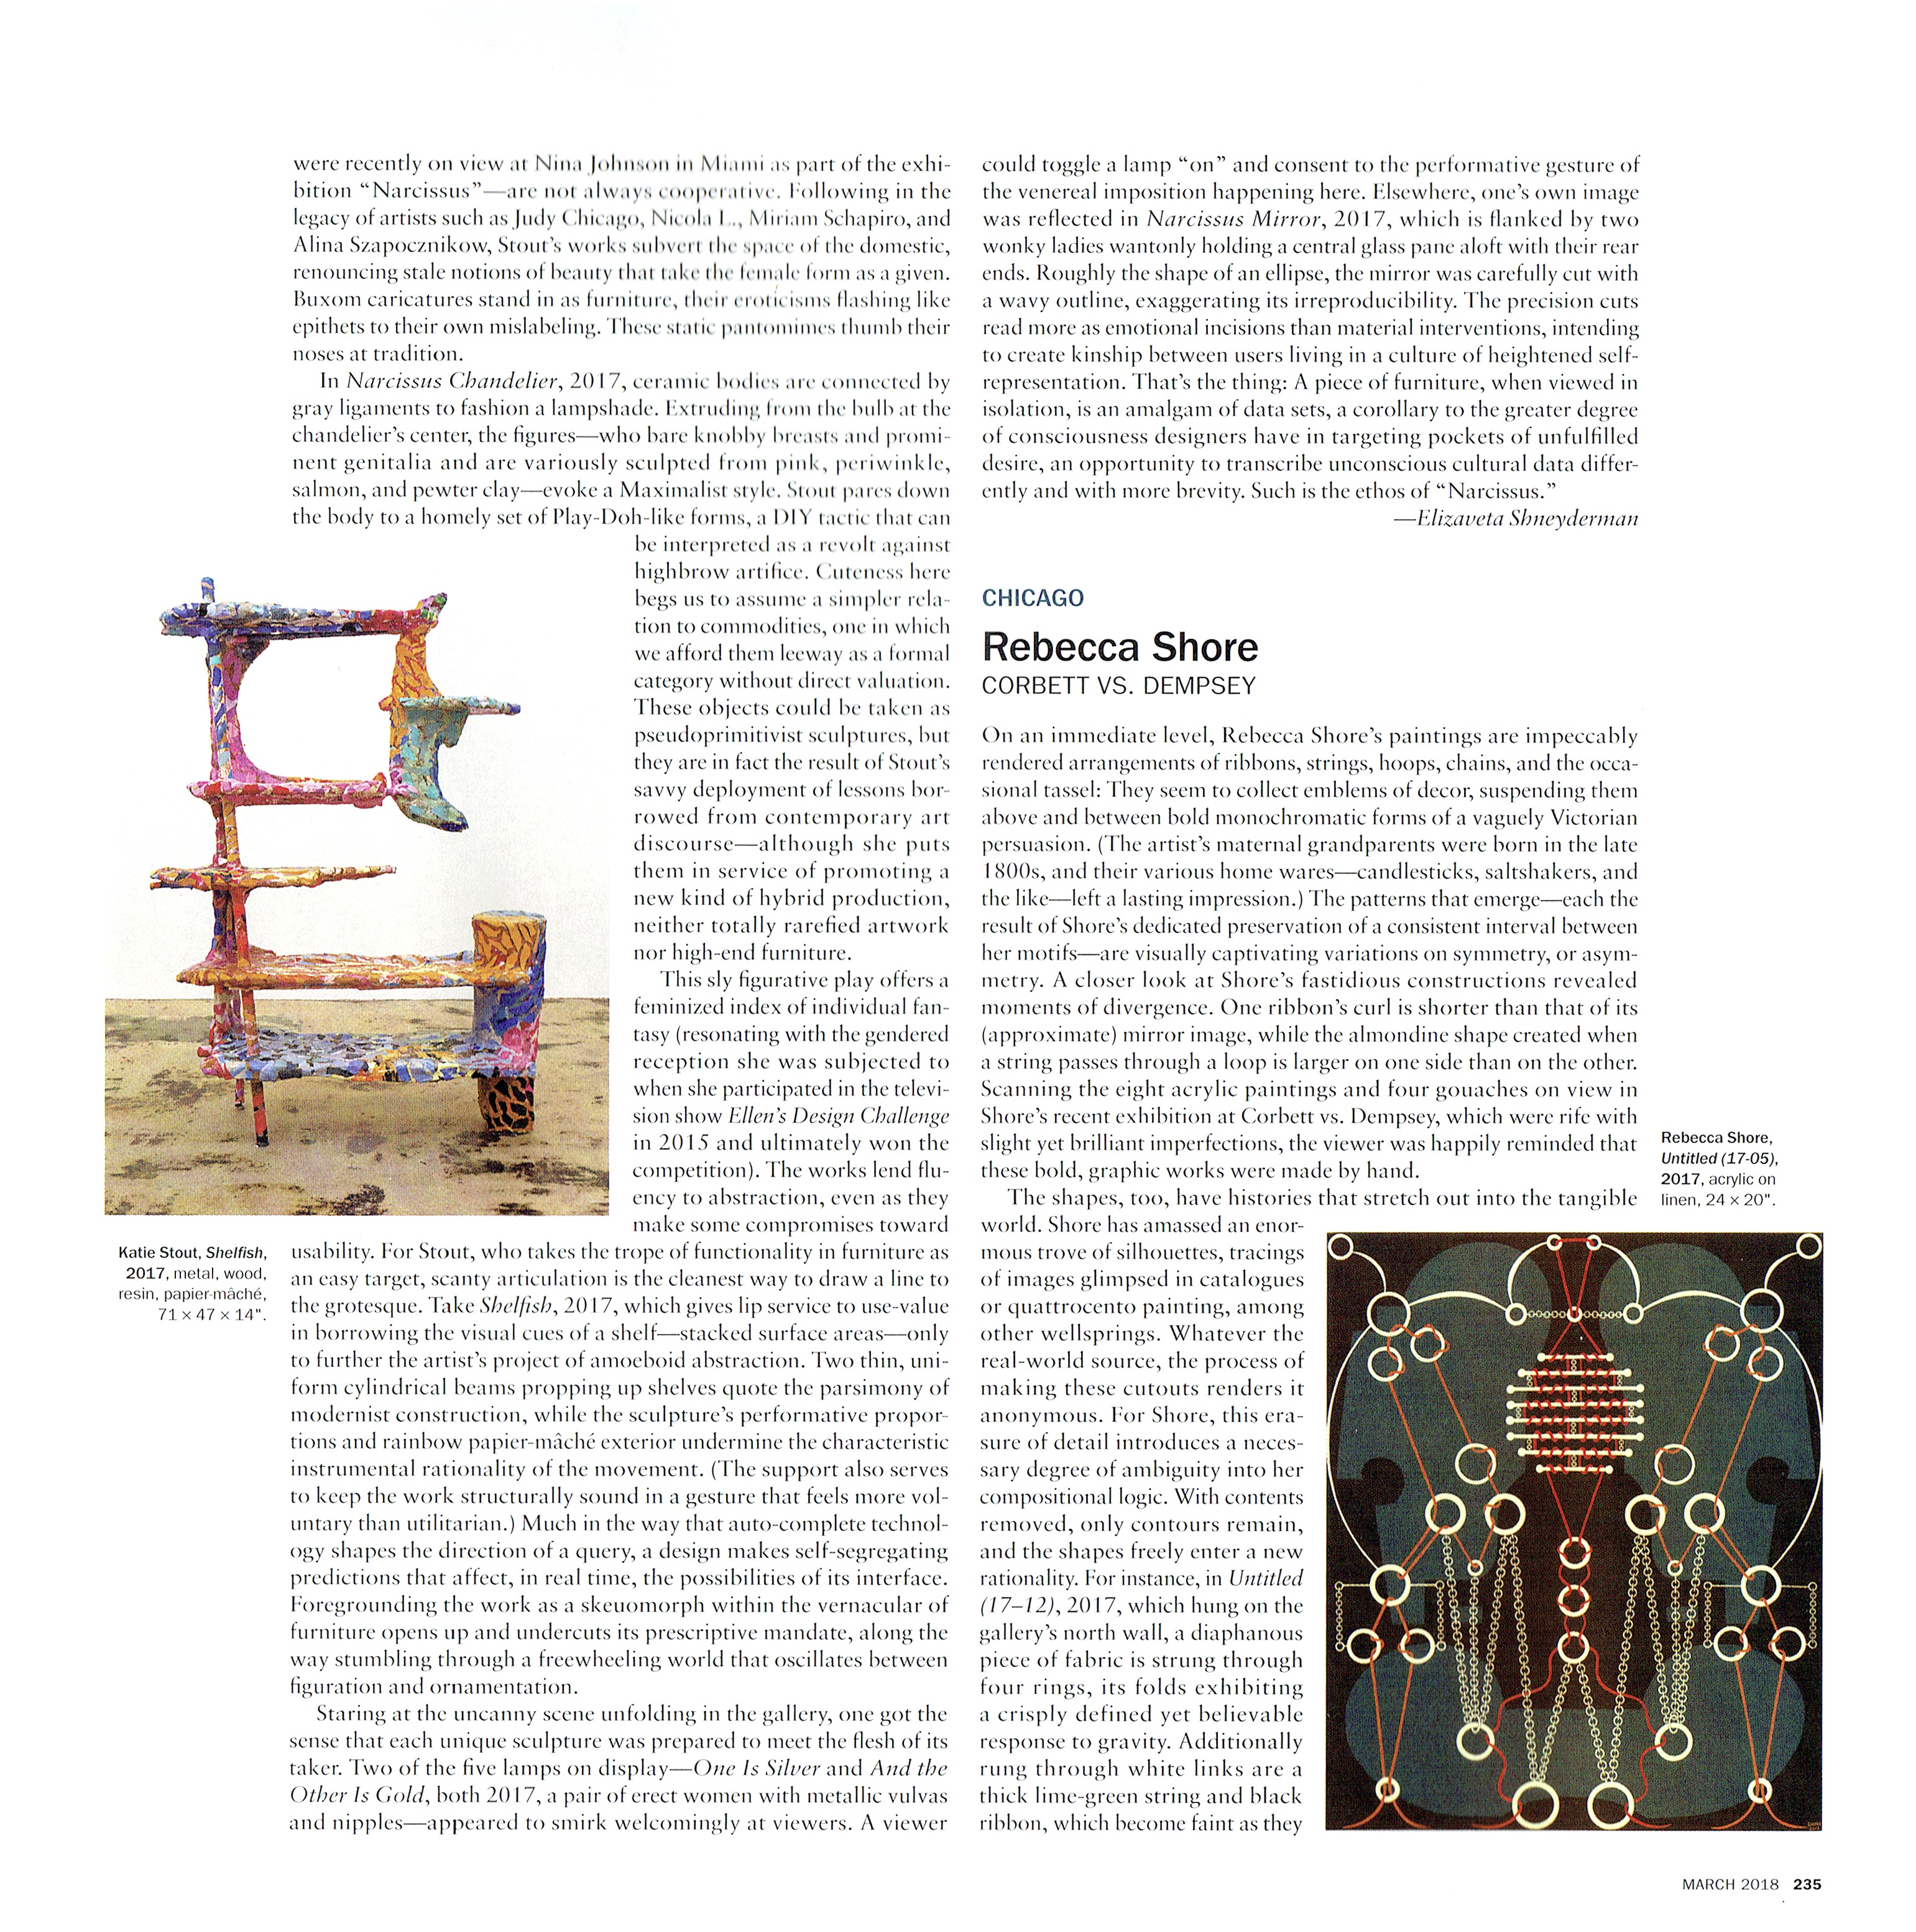 were recently on view at Nina Johnson in Miami as part of the exhi-
bition “Narcissus”—are not always cooperative. Following in the
legacy of artists such as Judy Chicago, Nicola L., Miriam Schapiro, and
Alina Szapocznikow, Stout’s works subvert the space of the domestic,
renouncing stale notions of beauty that take the female form as a given.
Buxom caricatures stand in as furniture, their eroticisms flashing like
epithets to their own mislabeling. These static pantomimes thumb their
noses at tradition.
In Narcissus Chandelier, 2017, ceramic bodies are connected by
gray ligaments to fashion a lampshade. Extruding from the bulb at the
chandelier’s center, the figures—who bare knobby breasts and promi-
nent genitalia and are variously sculpted from pink, periwinkle,
salmon, and pewter clay—evoke a Maximalist style. Stout pares down
the body to a homely set of Play-Doh-like forms, a DIY tactic that can
be interpreted as a revolt against
highbrow artifice. Cuteness here
begs us to assume a simpler rela-
tion to commodities, one in which
we afford them leeway as a formal
category without direct valuation.
These objects could be taken as
pseudoprimitivist sculptures, but
they are in fact the result of Stout’s
savvy deployment of lessons bor-
rowed from contemporary art
discourse—although she puts
them in service of promoting a
new kind of hybrid production,
neither totally rarefied artwork
nor high-end furniture.
This sly figurative play offers a
feminized index of individual fan-
tasy (resonating with the gendered
reception she was subjected to
when she participated in the televi-
sion show Ellen’s Design Challenge
in 2015 and ultimately won the
competition). The works lend flu-
ency to abstraction, even as they
make some compromises toward
usability. For Stout, who takes the trope of functionality in furniture as
an easy target, scanty articulation is the cleanest way to draw a line to
the grotesque. Take Shelfish, 2017, which gives lip service to use-value
in borrowing the visual cues of a shelf—stacked surface areas—only
to further the artist’s project of amoeboid abstraction. Two thin, uni-
form cylindrical beams propping up shelves quote the parsimony of
modernist construction, while the sculpture’s performative propor-
tions and rainbow papier-mâché exterior undermine the characteristic
instrumental rationality of the movement. (The support also serves
to keep the work structurally sound in a gesture that feels more vol-
untary than utilitarian.) Much in the way that auto-complete technol-
ogy shapes the direction of a query, a design makes self-segregating
predictions that affect, in real time, the possibilities of its interface.
Foregrounding the work as a skeuomorph within the vernacular of
furniture opens up and undercuts its prescriptive mandate, along the
way stumbling through a freewheeling world that oscillates between
figuration and ornamentation.
Staring at the uncanny scene unfolding in the gallery, one got the
sense that each unique sculpture was prepared to meet the flesh of its
taker. Two of the five lamps on display—One Is Silver and And the
Other Is Gold, both 2017, a pair of erect women with metallic vulvas
and nipples—appeared to smirk welcomingly at viewers. A viewer
Katie Stout, Shelfish,
2017, metal, wood,
resin, papier-mâché,
71 × 47 × 14".
could toggle a lamp “on” and consent to the performative gesture of
the venereal imposition happening here. Elsewhere, one’s own image
was reflected in Narcissus Mirror, 2017, which is flanked by two
wonky ladies wantonly holding a central glass pane aloft with their rear
ends. Roughly the shape of an ellipse, the mirror was carefully cut with
a wavy outline, exaggerating its irreproducibility. The precision cuts
read more as emotional incisions than material interventions, intending
to create kinship between users living in a culture of heightened self-
representation. That’s the thing: A piece of furniture, when viewed in
isolation, is an amalgam of data sets, a corollary to the greater degree
of consciousness designers have in targeting pockets of unfulfilled
desire, an opportunity to transcribe unconscious cultural data differ-
ently and with more brevity. Such is the ethos of “Narcissus.”
—Elizaveta Shneyderman
CHICAGO
Rebecca Shore
CORBETT VS. DEMPSEY
On an immediate level, Rebecca Shore’s paintings are impeccably
rendered arrangements of ribbons, strings, hoops, chains, and the occa-
sional tassel: They seem to collect emblems of decor, suspending them
above and between bold monochromatic forms of a vaguely Victorian
persuasion. (The artist’s maternal grandparents were born in the late
1800s, and their various home wares—candlesticks, saltshakers, and
the like—left a lasting impression.) The patterns that emerge—each the
result of Shore’s dedicated preservation of a consistent interval between
her motifs—are visually captivating variations on symmetry, or asym-
metry. A closer look at Shore’s fastidious constructions revealed
moments of divergence. One ribbon’s curl is shorter than that of its
(approximate) mirror image, while the almondine shape created when
a string passes through a loop is larger on one side than on the other.
Scanning the eight acrylic paintings and four gouaches on view in
Shore’s recent exhibition at Corbett vs. Dempsey, which were rife with
slight yet brilliant imperfections, the viewer was happily reminded that
these bold, graphic works were made by hand.
The shapes, too, have histories that stretch out into the tangible
world. Shore has amassed an enor-
mous trove of silhouettes, tracings
of images glimpsed in catalogues
or quattrocento painting, among
other wellsprings. Whatever the
real-world source, the process of
making these cutouts renders it
anonymous. For Shore, this era-
sure of detail introduces a neces-
sary degree of ambiguity into her
compositional logic. With contents
removed, only contours remain,
and the shapes freely enter a new
rationality. For instance, in Untitled
(17–12), 2017, which hung on the
gallery’s north wall, a diaphanous
piece of fabric is strung through
four rings, its folds exhibiting
a crisply defined yet believable
response to gravity. Additionally
rung through white links are a
thick lime-green string and black
ribbon, which become faint as they
Rebecca Shore,
Untitled (17-05),
2017, acrylic on
linen, 24 × 20".
MARCH 2018 235